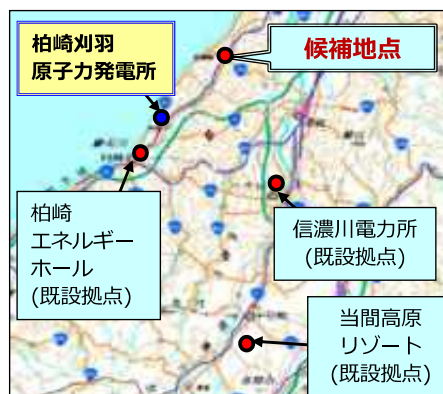 柏崎刈羽
原子力発電所
候補地点
柏崎
エネルギー
ホール
(既設拠点)
信濃川電力所
(既設拠点)
当間高原
リゾート
(既設拠点)